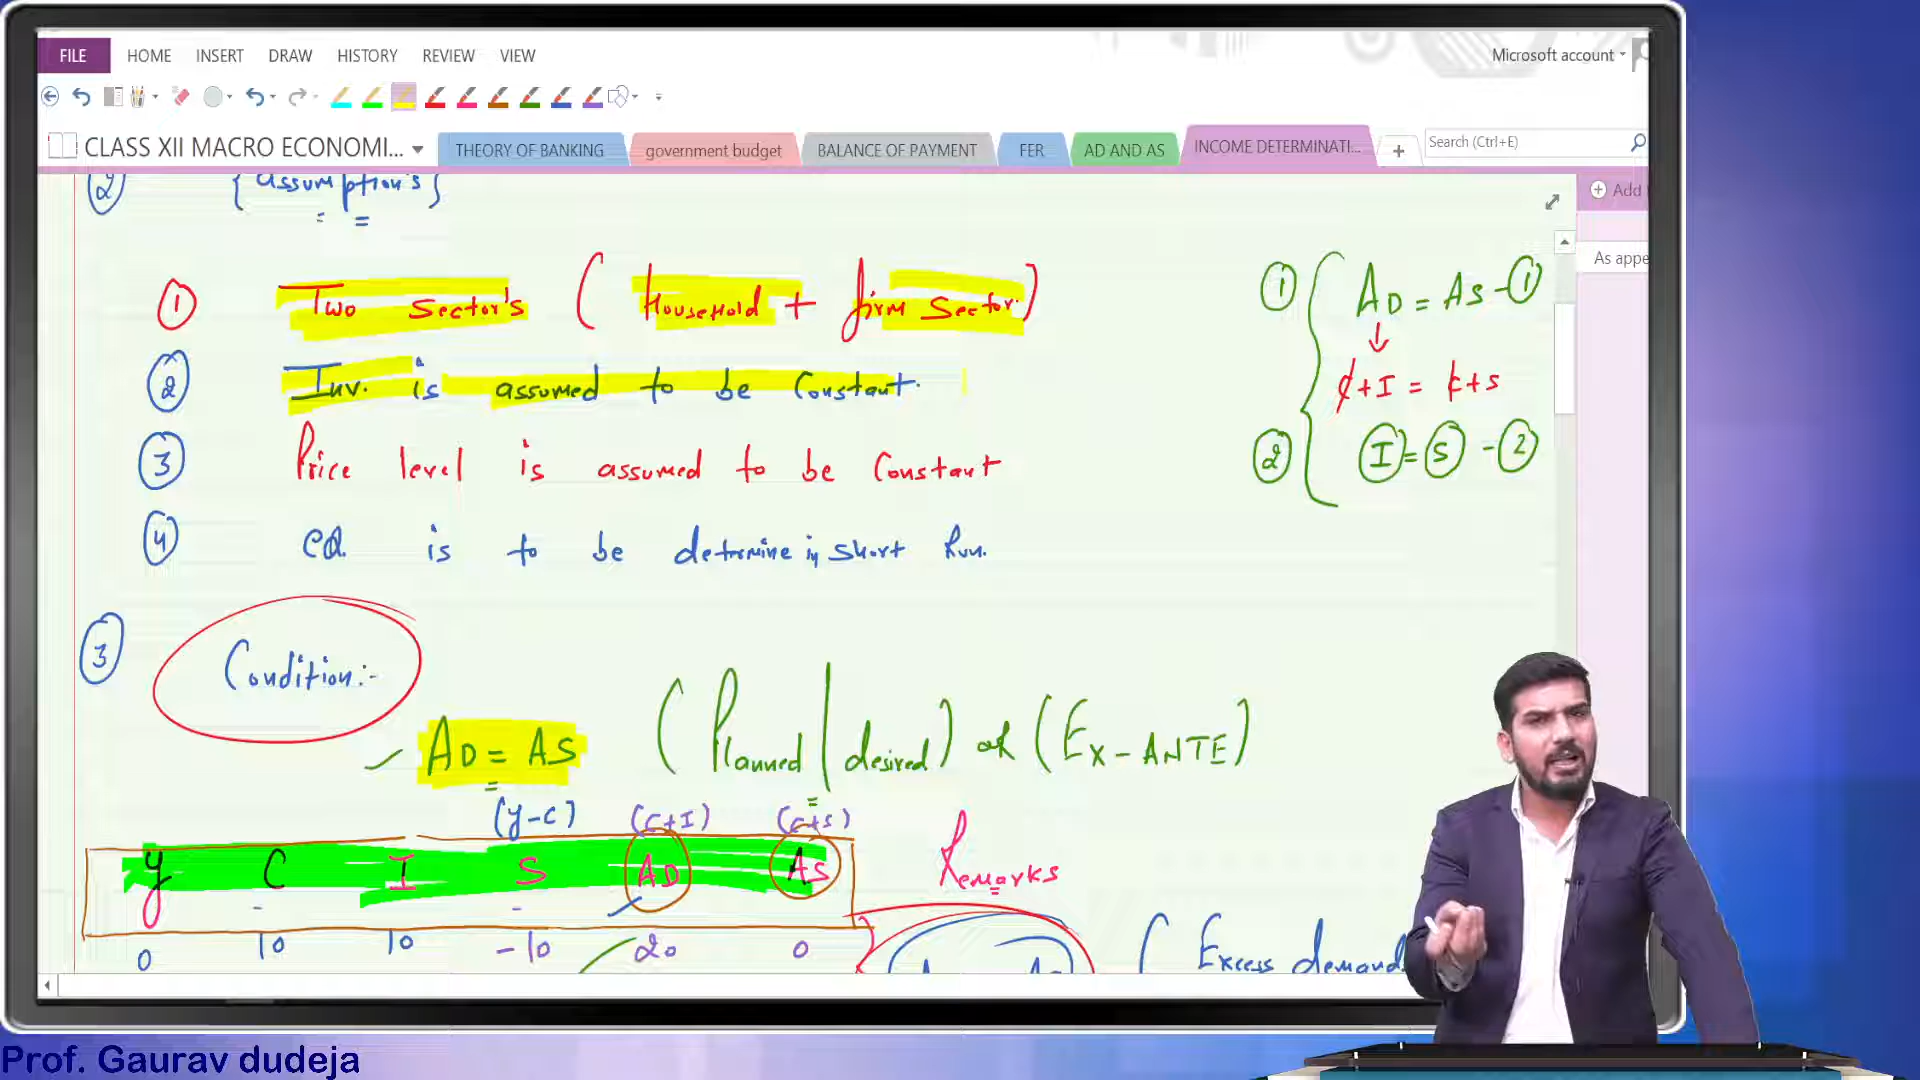 FILE HOME INSERT DRAW HISTORY REVIEW VIEW Microsoft account
CLASS XII MACRO ECONOMI... THEORY OF BANKING government budget BALANCE OF PAYMENT FER AD AND AS INCOME DETERMINATI... + Search (Ctrl+E)
Add
As appe
② {assumption's}
① Two Sector's (Household + firm Sector)
② Inv. is assumed to be Constant.
③ Price level is assumed to be Constant
④ eq. is to be determine in short Run.
① AD = AS - ①
C+I = C+S
② I = S - ②
③ Condition:-
AD = AS (Planned | desired) or (EX-ANTE)
(y-c) (c+I) (c+s)
y C I S AD AS Remarks
0 10 10 -10 20 0
(Excess demand
Prof. Gaurav dudeja